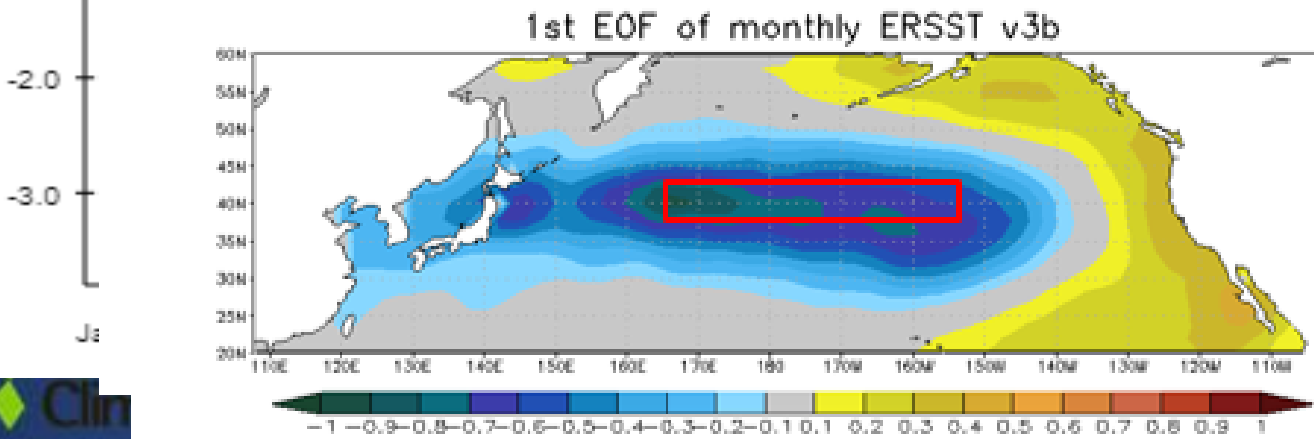 1st EOF of monthly ERSST v3b
-2.0
-3.0
60N
55N
50N
45N
40N
35N
30N
25N
20N
110E 120E 130E 140E 150E 160E 170E 180 170W 160W 150W 140W 130W 120W 110W
-1 -0.9 -0.8 -0.7 -0.6 -0.5 -0.4 -0.3 -0.2 -0.1 0.1 0.2 0.3 0.4 0.5 0.6 0.7 0.8 0.9 1
Ja
Clim